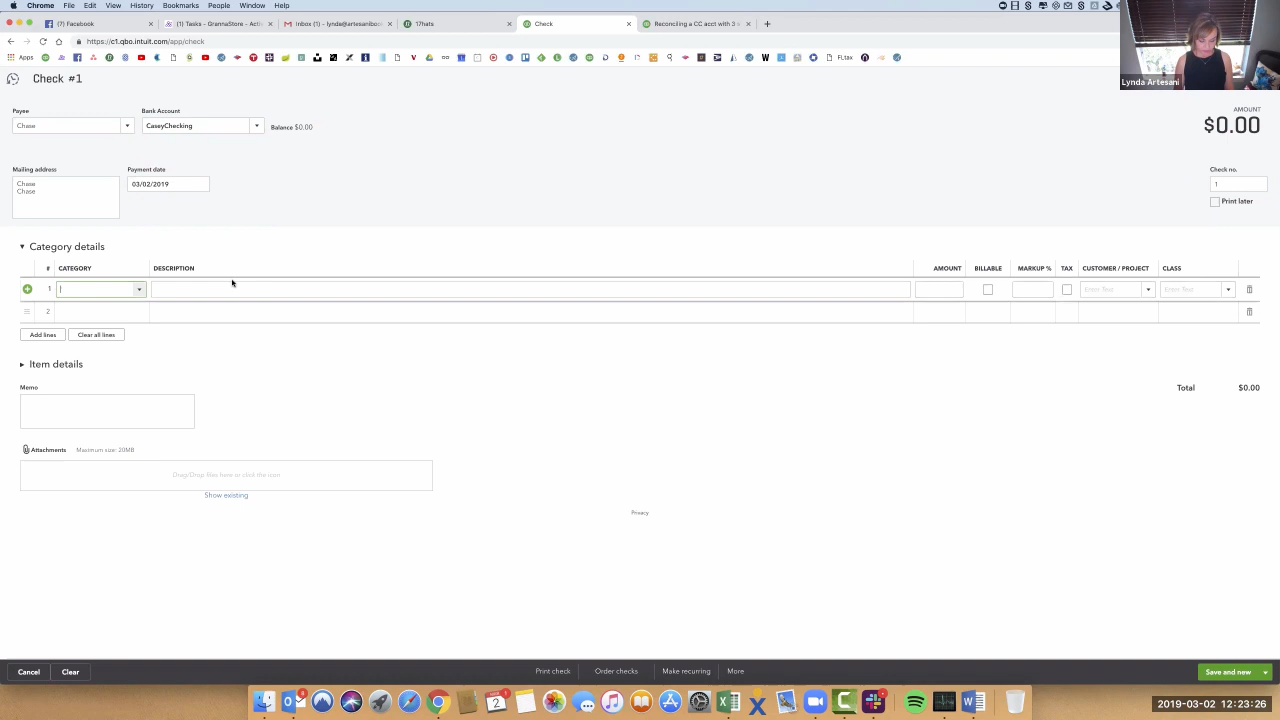 Chrome File Edit View History Bookmarks People Window Help
(7) Facebook
(1) Tasks - GrannaStore - Acti
Inbox (1) - lynda@artesanibo
17hats
Check
Reconciling a CC acct with 3 s
https://c1.qbo.intuit.com/app/check
Apps
FLtax
Check #1
Lynda Artesani
Payee
Bank Account
AMOUNT
Chase
CaseyChecking
Balance $0.00
$0.00
Mailing address
Payment date
Check no.
Chase
Chase
03/02/2019
1
Print later
Category details
# CATEGORY DESCRIPTION AMOUNT BILLABLE MARKUP % TAX CUSTOMER / PROJECT CLASS
1 Enter Text Enter Text
2
Add lines Clear all lines
Item details
Memo
Total $0.00
Attachments Maximum size: 20MB
Drag/Drop files here or click the icon
Show existing
Privacy
Cancel Clear Print check Order checks Make recurring More Save and new
2019-03-02 12:23:26